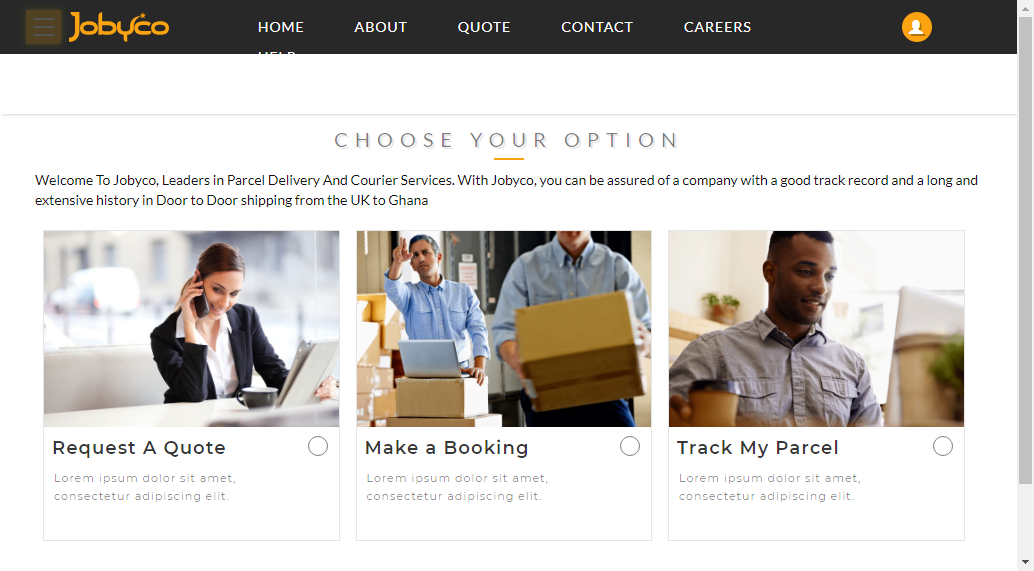 Jobyco HOME ABOUT QUOTE CONTACT CAREERS
HELP
CHOOSE YOUR OPTION
Welcome To Jobyco, Leaders in Parcel Delivery And Courier Services. With Jobyco, you can be assured of a company with a good track record and a long and
extensive history in Door to Door shipping from the UK to Ghana
Request A Quote
Lorem ipsum dolor sit amet,
consectetur adipiscing elit.
Make a Booking
Lorem ipsum dolor sit amet,
consectetur adipiscing elit.
Track My Parcel
Lorem ipsum dolor sit amet,
consectetur adipiscing elit.